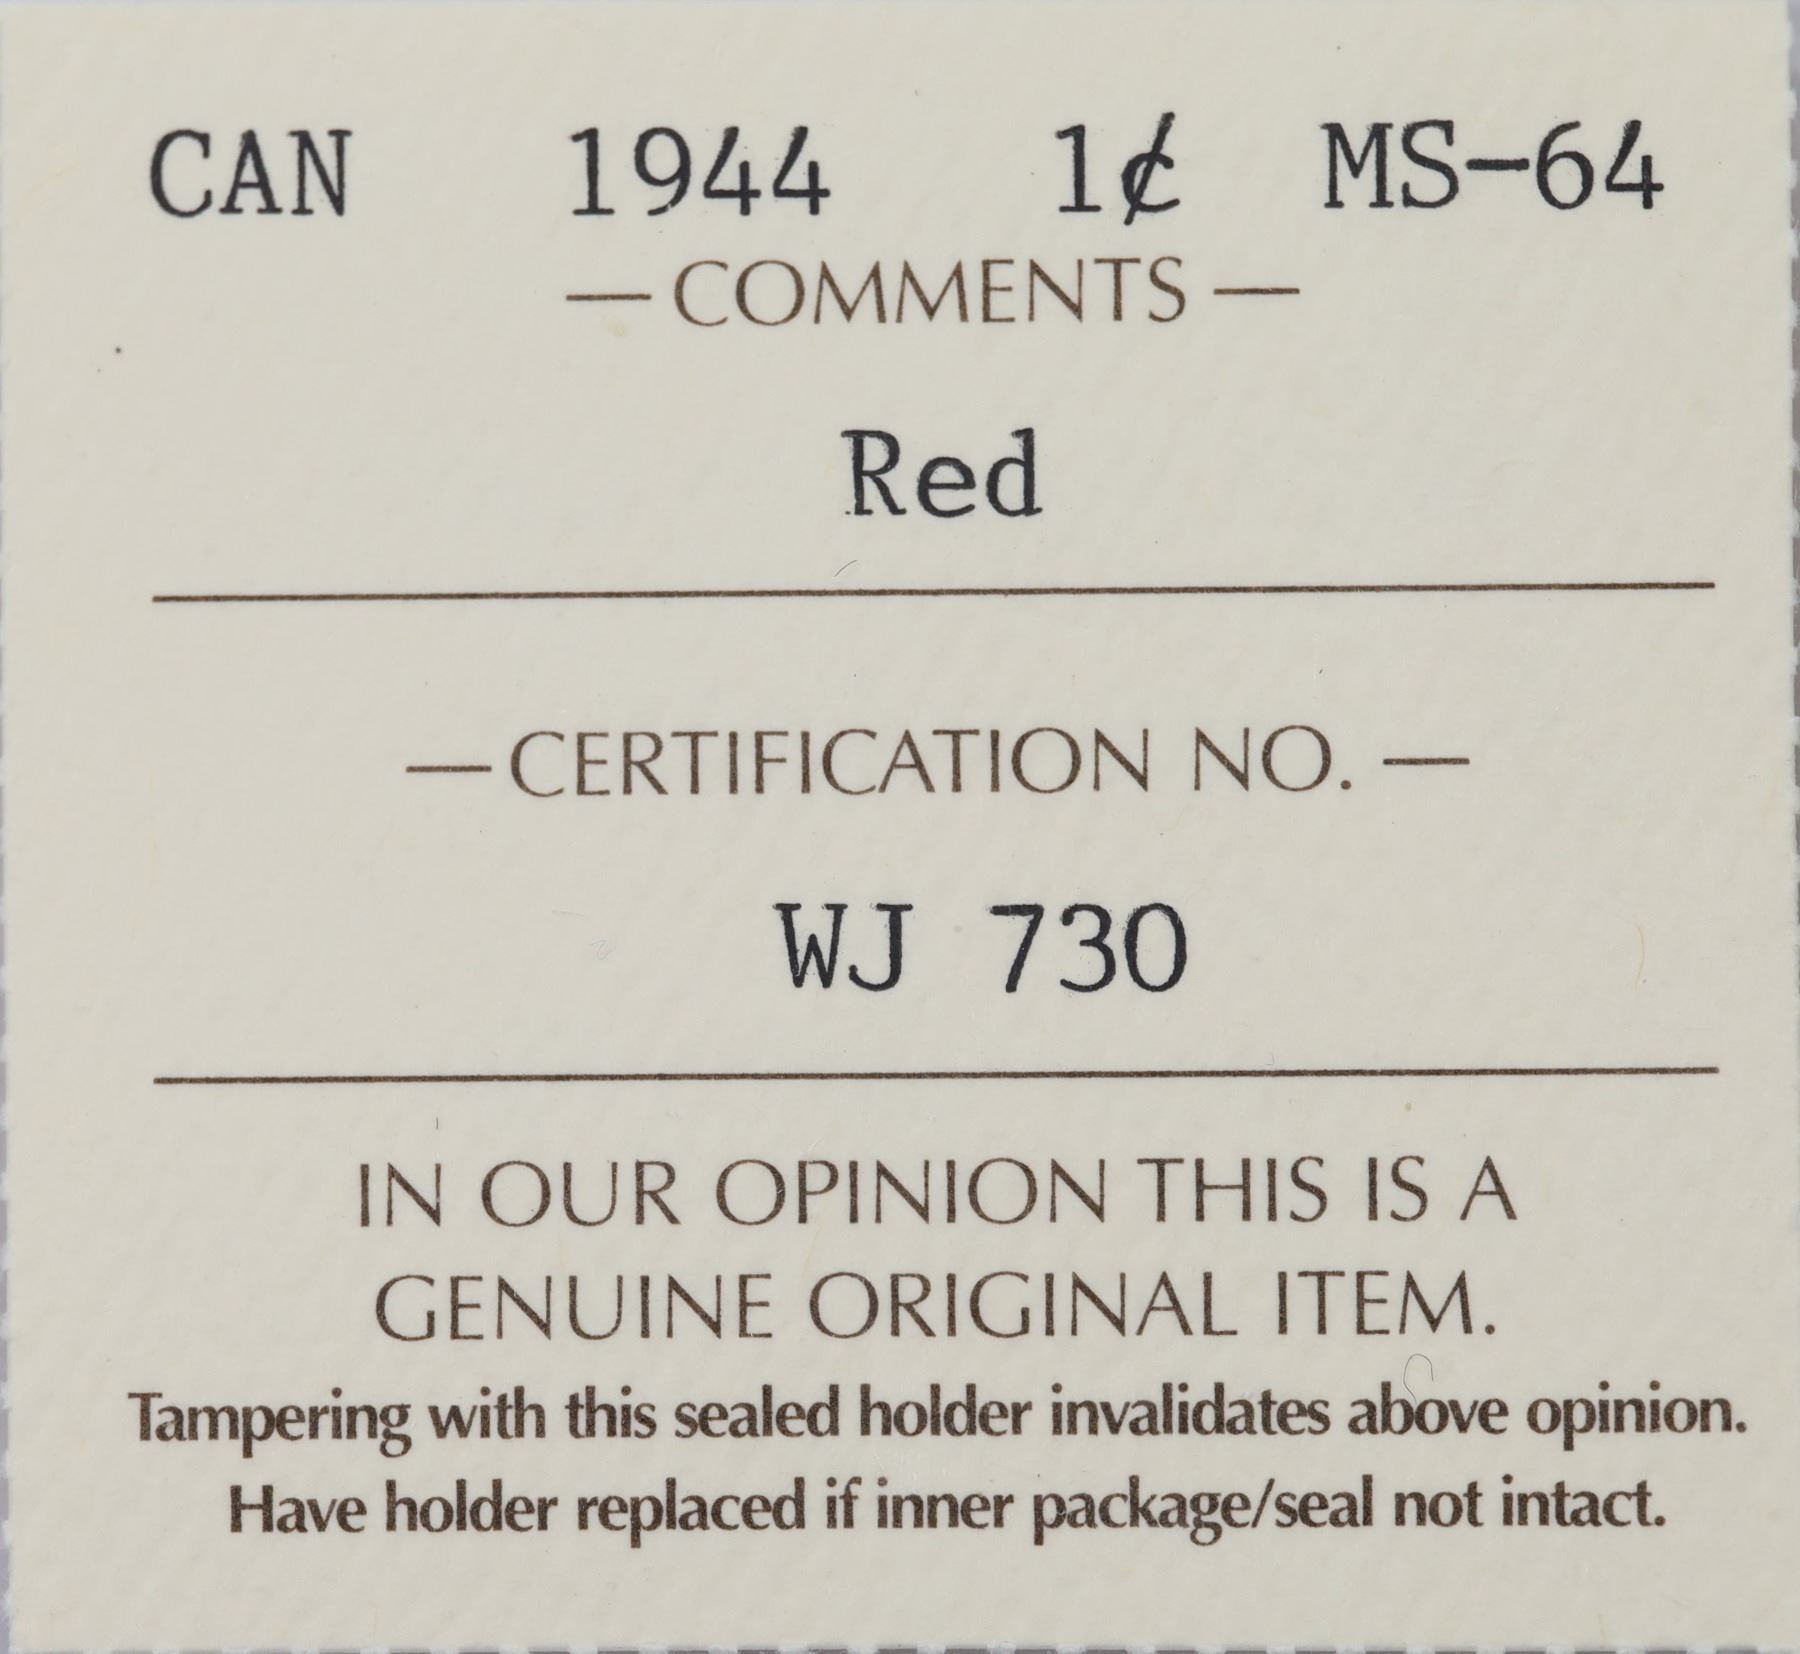 CAN 1944 1¢ MS-64
— COMMENTS —
Red
— CERTIFICATION NO. —
WJ 730
IN OUR OPINION THIS IS A
GENUINE ORIGINAL ITEM.
Tampering with this sealed holder invalidates above opinion.
Have holder replaced if inner package/seal not intact.